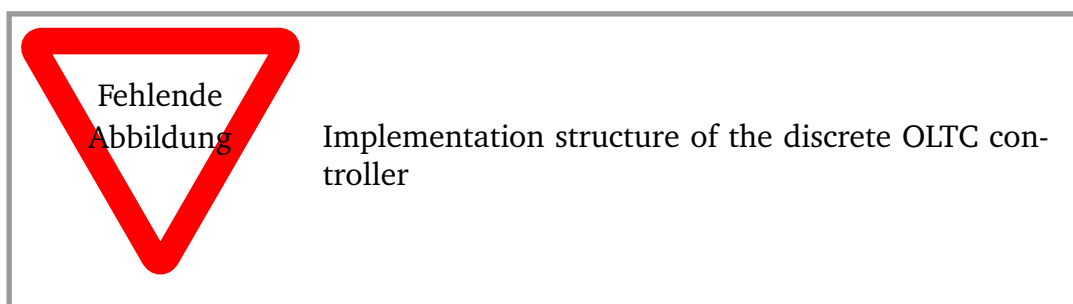 Fehlende
Abbildung
Implementation structure of the discrete OLTC con-
troller